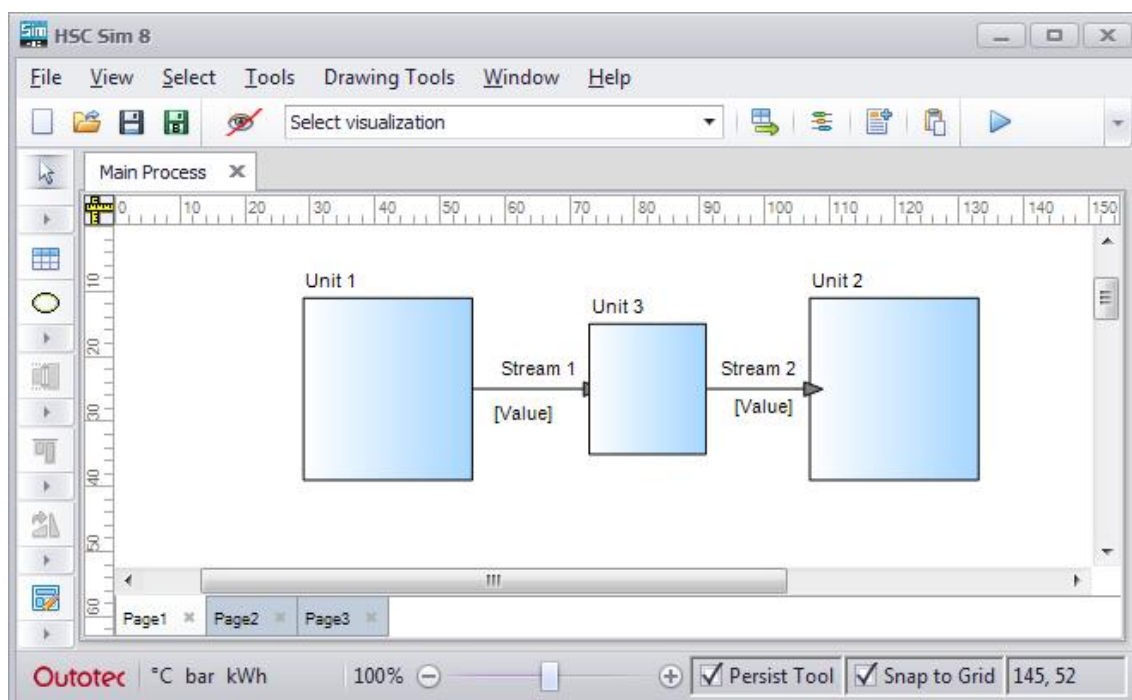 HSC Sim 8
File View Select Tools Drawing Tools Window Help
Select visualization
Main Process
0 10 20 30 40 50 60 70 80 90 100 110 120 130 140 150
10
20
30
40
50
60
Unit 1
Unit 3
Unit 2
Stream 1
[Value]
Stream 2
[Value]
Page1 Page2 Page3
Outotec °C bar kWh 100% Persist Tool Snap to Grid 145, 52